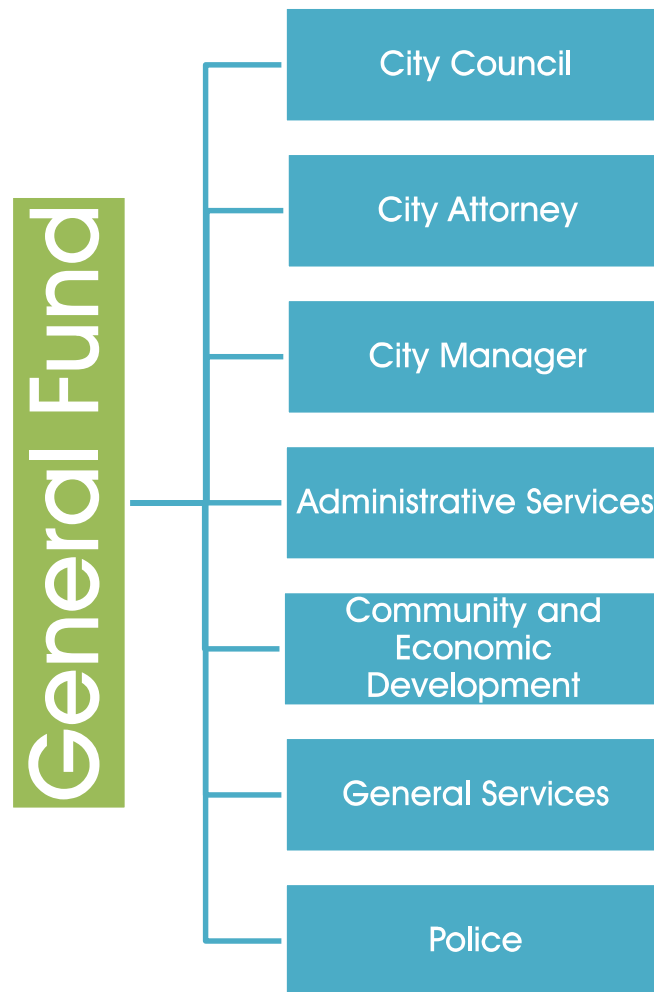 General Fund
City Council
City Attorney
City Manager
Administrative Services
Community and
Economic
Development
General Services
Police